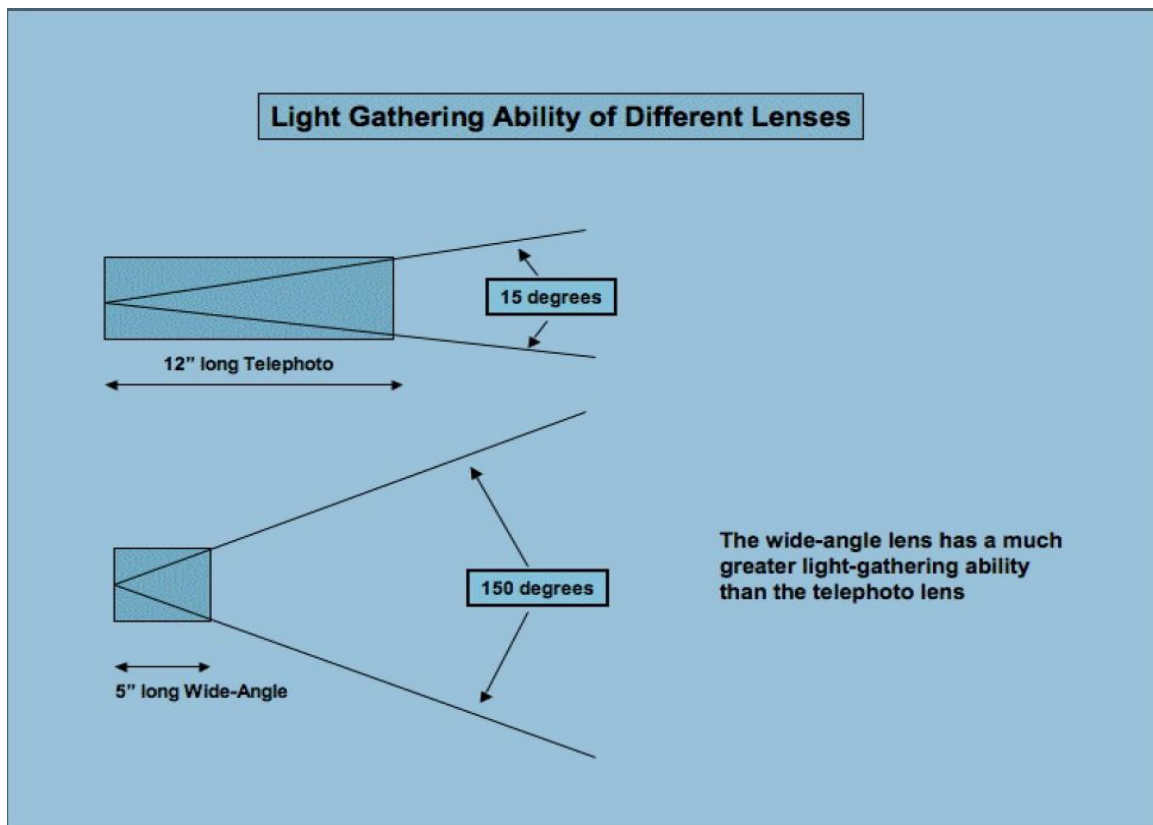 Light Gathering Ability of Different Lenses
15 degrees
12” long Telephoto
150 degrees
The wide-angle lens has a much
greater light-gathering ability
than the telephoto lens
5” long Wide-Angle